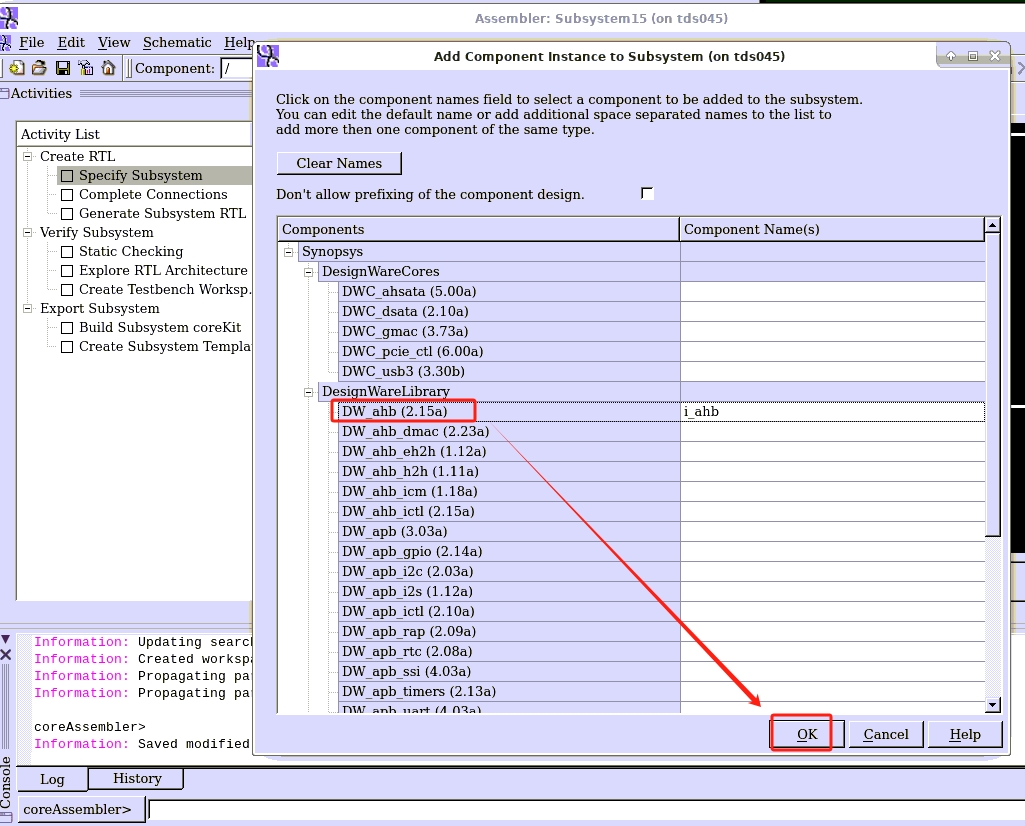 Assembler: Subsystem15 (on tds045)
File Edit View Schematic Help
Component: /
Activities
Activity List
Create RTL
Specify Subsystem
Complete Connections
Generate Subsystem RTL
Verify Subsystem
Static Checking
Explore RTL Architecture
Create Testbench Worksp.
Export Subsystem
Build Subsystem coreKit
Create Subsystem Templa
Add Component Instance to Subsystem (on tds045)
Click on the component names field to select a component to be added to the subsystem.
You can edit the default name or add additional space separated names to the list to
add more then one component of the same type.
Clear Names
Don't allow prefixing of the component design.
Components Component Name(s)
Synopsys
DesignWareCores
DWC_ahsata (5.00a)
DWC_dsata (2.10a)
DWC_gmac (3.73a)
DWC_pcie_ctl (6.00a)
DWC_usb3 (3.30b)
DesignWareLibrary
DW_ahb (2.15a) i_ahb
DW_ahb_dmac (2.23a)
DW_ahb_eh2h (1.12a)
DW_ahb_h2h (1.11a)
DW_ahb_icm (1.18a)
DW_ahb_ictl (2.15a)
DW_apb (3.03a)
DW_apb_gpio (2.14a)
DW_apb_i2c (2.03a)
DW_apb_i2s (1.12a)
DW_apb_ictl (2.10a)
DW_apb_rap (2.09a)
DW_apb_rtc (2.08a)
DW_apb_ssi (4.03a)
DW_apb_timers (2.13a)
DW_apb_uart (4.03a)
OK Cancel Help
Information: Updating searc
Information: Created worksp
Information: Propagating pa
Information: Propagating pa
coreAssembler>
Information: Saved modified
Console
Log History
coreAssembler>